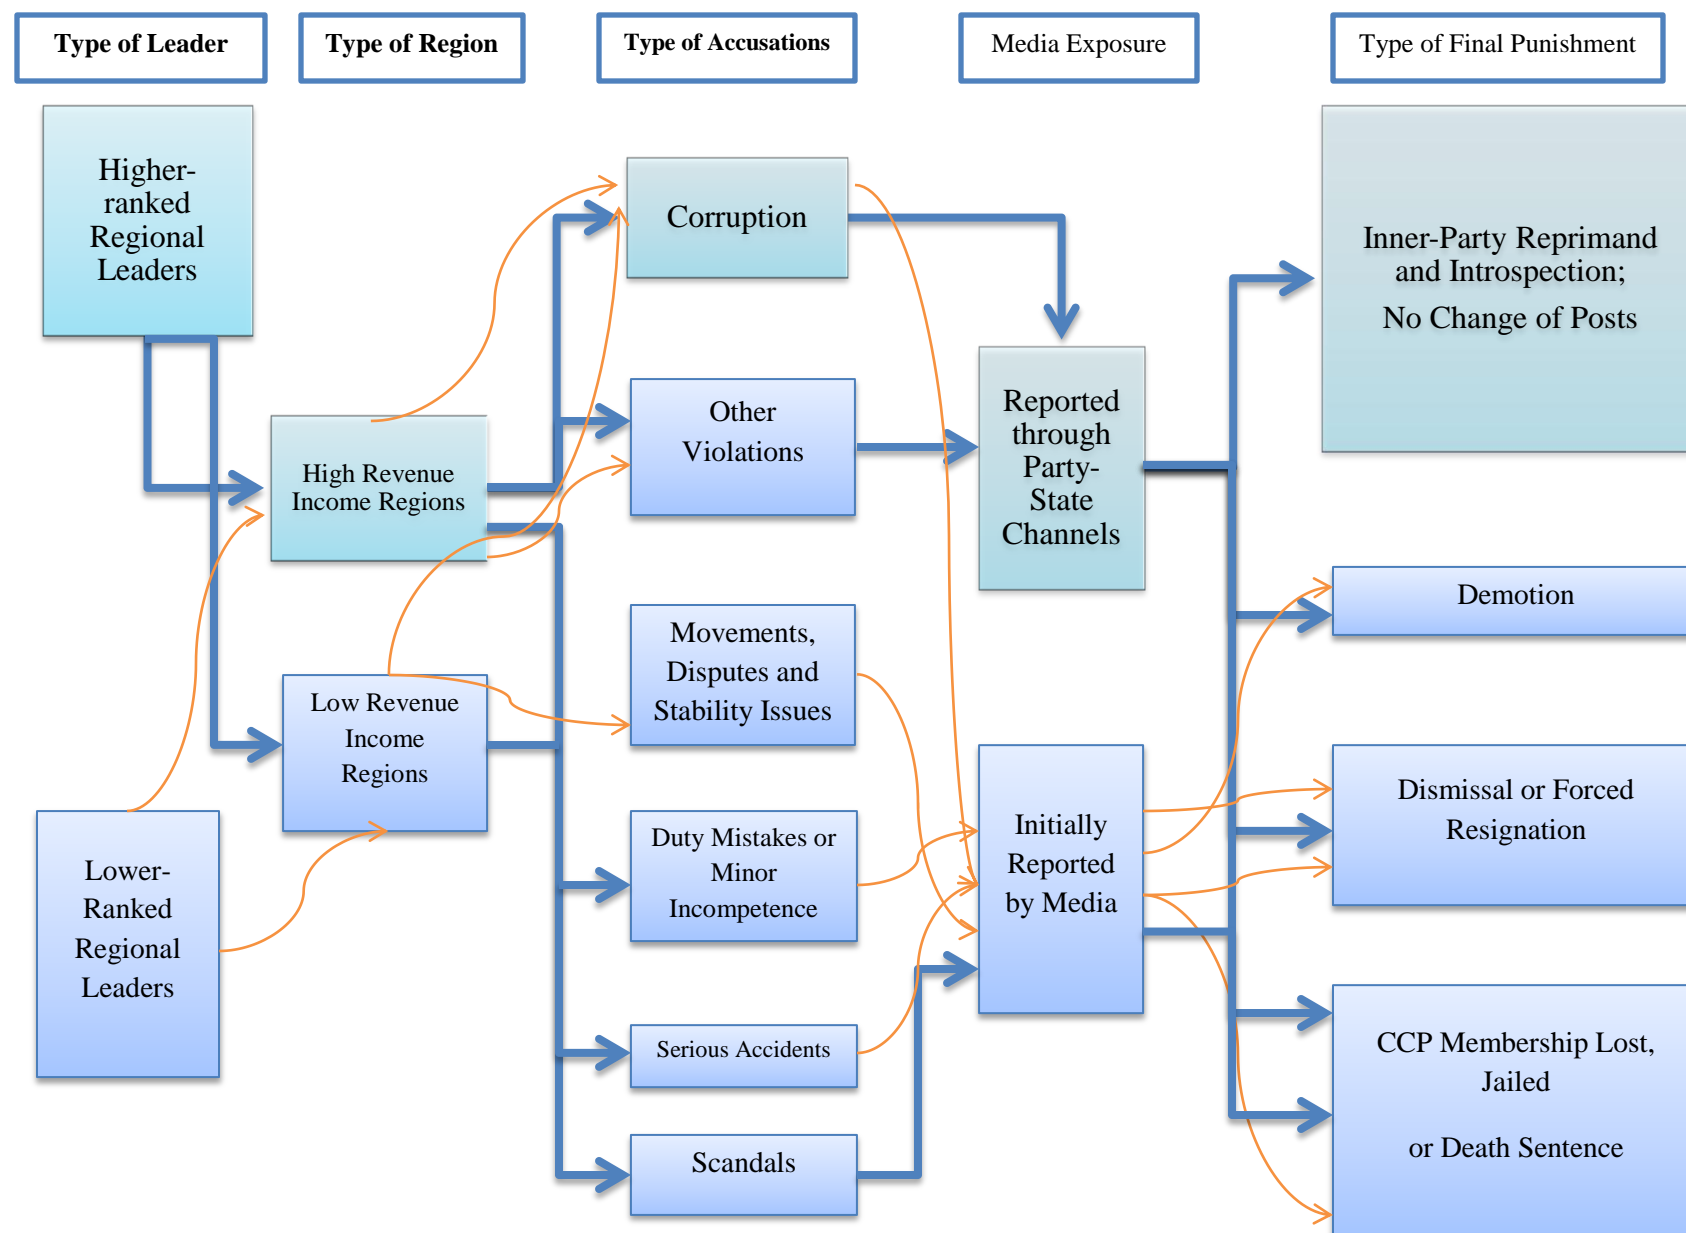 Type of Leader
Type of Region
Type of Accusations
Media Exposure
Type of Final Punishment
Higher-
ranked
Regional
Leaders
High Revenue
Income Regions
Low Revenue
Income
Regions
Lower-
Ranked
Regional
Leaders
Corruption
Other
Violations
Movements,
Disputes and
Stability Issues
Duty Mistakes or
Minor
Incompetence
Serious Accidents
Scandals
Reported
through
Party-
State
Channels
Initially
Reported
by Media
Inner-Party Reprimand
and Introspection;
No Change of Posts
Demotion
Dismissal or Forced
Resignation
CCP Membership Lost,
Jailed
or Death Sentence